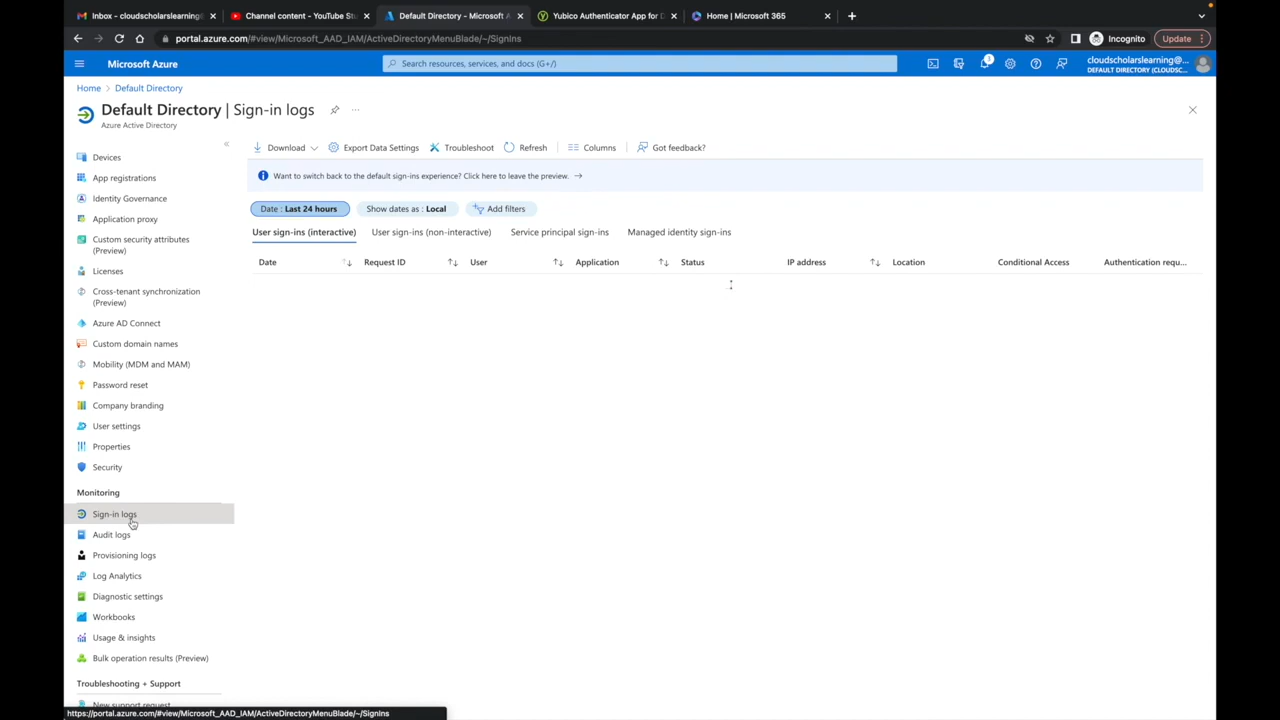 Inbox - cloudscholarslearning@
Channel content - YouTube St
Default Directory - Microsoft A
Yubico Authenticator App for D
Home | Microsoft 365
portal.azure.com/#view/Microsoft_AAD_IAM/ActiveDirectoryMenuBlade/~/SignIns
Incognito
Update
Microsoft Azure
Search resources, services, and docs (G+/)
1
cloudscholarslearning@...
DEFAULT DIRECTORY (CLOUDSC...
Home > Default Directory
Default Directory | Sign-in logs
Azure Active Directory
Devices
App registrations
Identity Governance
Application proxy
Custom security attributes
(Preview)
Licenses
Cross-tenant synchronization
(Preview)
Azure AD Connect
Custom domain names
Mobility (MDM and MAM)
Password reset
Company branding
User settings
Properties
Security
Monitoring
Sign-in logs
Audit logs
Provisioning logs
Log Analytics
Diagnostic settings
Workbooks
Usage & insights
Bulk operation results (Preview)
Troubleshooting + Support
New support request
Download
Export Data Settings
Troubleshoot
Refresh
Columns
Got feedback?
Want to switch back to the default sign-ins experience? Click here to leave the preview. →
Date : Last 24 hours
Show dates as : Local
Add filters
User sign-ins (interactive)
User sign-ins (non-interactive)
Service principal sign-ins
Managed identity sign-ins
Date
Request ID
User
Application
Status
IP address
Location
Conditional Access
Authentication requ...
https://portal.azure.com/#view/Microsoft_AAD_IAM/ActiveDirectoryMenuBlade/~/SignIns